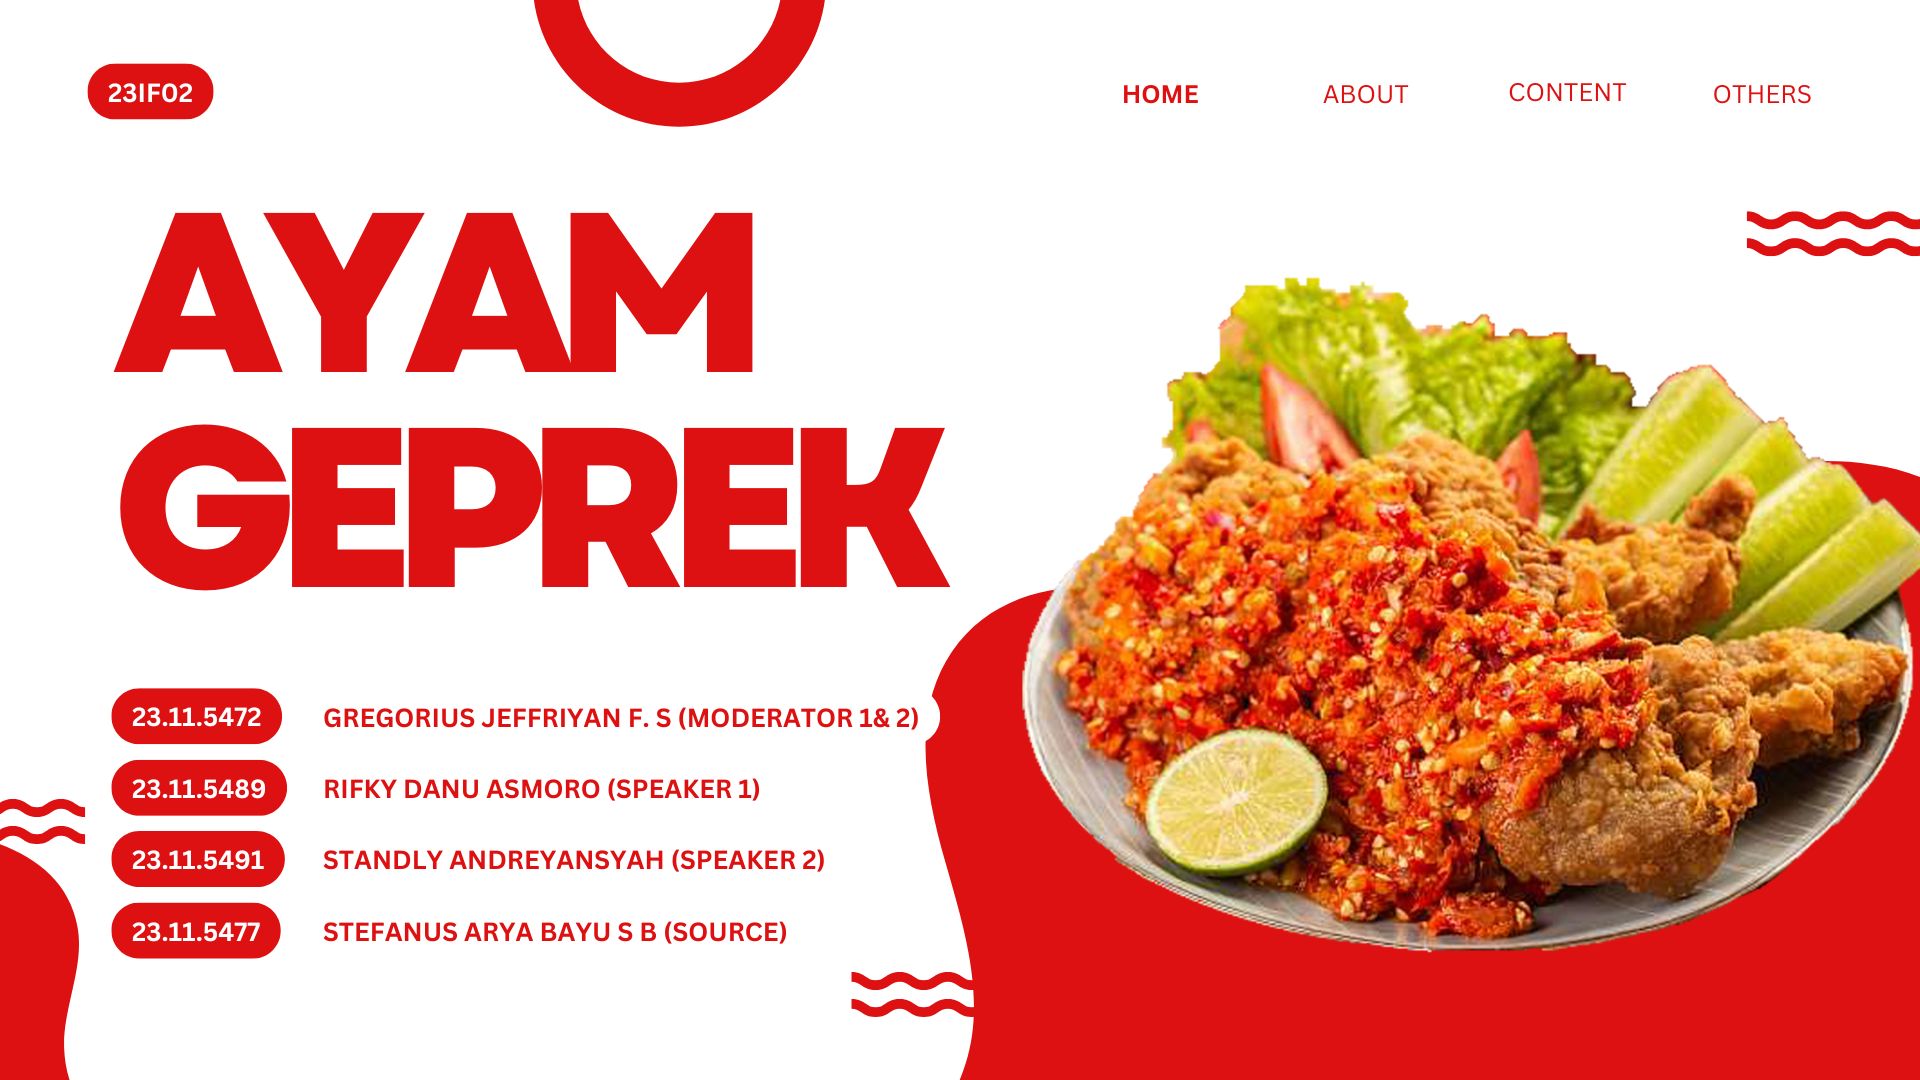 23IF02
HOME ABOUT CONTENT OTHERS
AYAM
GEPREK
23.11.5472 GREGORIUS JEFFRIYAN F. S (MODERATOR 1& 2)
23.11.5489 RIFKY DANU ASMORO (SPEAKER 1)
23.11.5491 STANDLY ANDREYANSYAH (SPEAKER 2)
23.11.5477 STEFANUS ARYA BAYU S B (SOURCE)